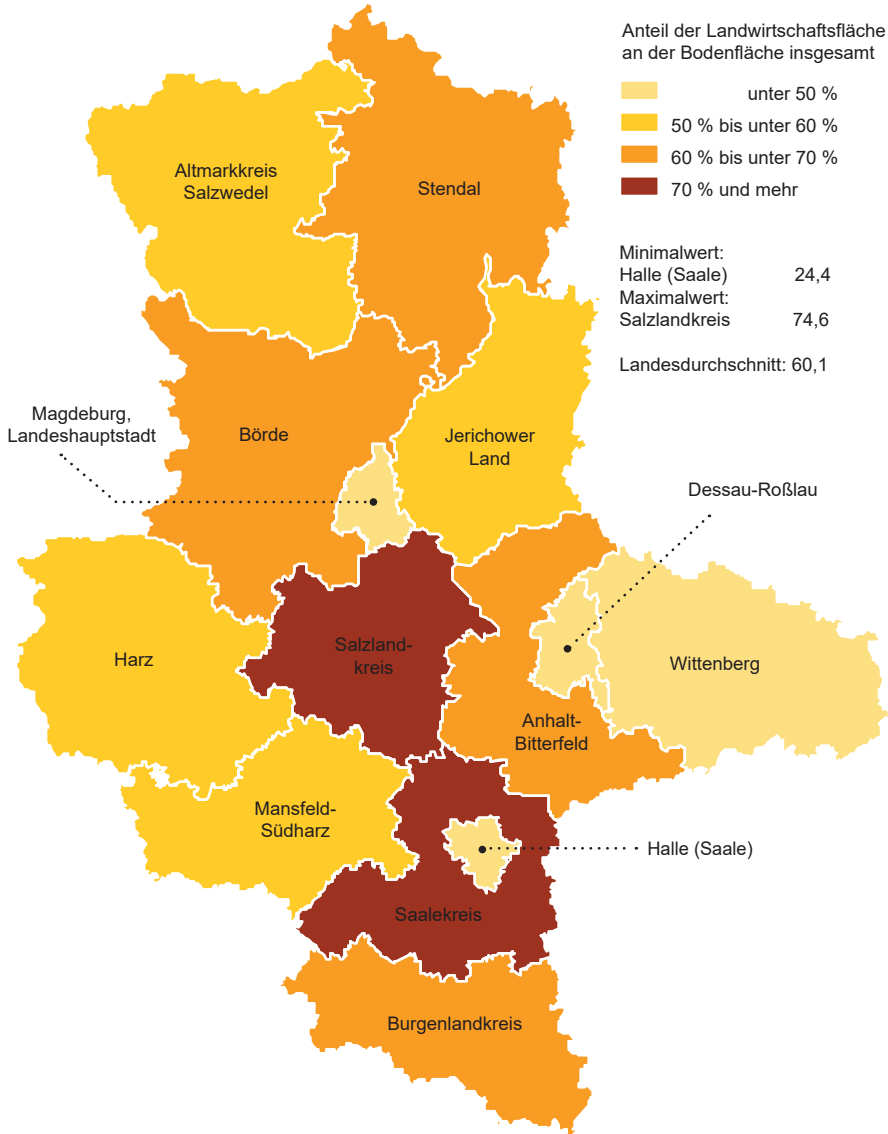 Anteil der Landwirtschaftsfläche
an der Bodenfläche insgesamt
unter 50 %
50 % bis unter 60 %
60 % bis unter 70 %
70 % und mehr
Minimalwert:
Halle (Saale) 24,4
Maximalwert:
Salzlandkreis 74,6
Landesdurchschnitt: 60,1
Altmarkkreis
Salzwedel
Stendal
Magdeburg,
Landeshauptstadt
Börde
Jerichower
Land
Dessau-Roßlau
Harz
Salzland-
kreis
Wittenberg
Anhalt-
Bitterfeld
Mansfeld-
Südharz
Halle (Saale)
Saalekreis
Burgenlandkreis